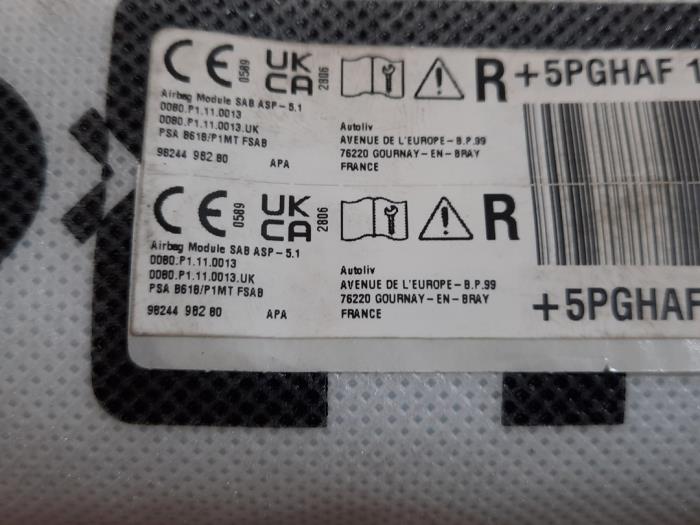 CE 0589 UK CA 2806 R +5PGHAF 1
Airbag Module SAB ASP-5.1
0080.P1.11.0013
0080.P1.11.0013.UK
PSA B618/P1MT FSAB
98244 982 80 APA
Autoliv
AVENUE DE L'EUROPE-B.P.99
76220 GOURNAY-EN-BRAY
FRANCE
CE 0589 UK CA 2806 R
Airbag Module SAB ASP-5.1
0080.P1.11.0013
0080.P1.11.0013.UK
PSA B618/P1MT FSAB
98244 982 80 APA
Autoliv
AVENUE DE L'EUROPE-B.P.99
76220 GOURNAY-EN-BRAY
FRANCE
+5PGHAF